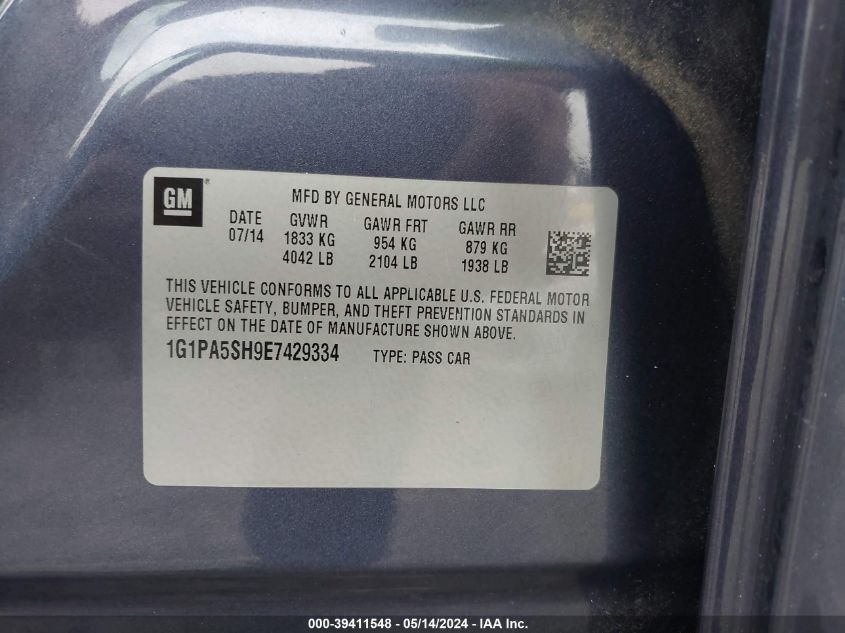 GM
MFD BY GENERAL MOTORS LLC
DATE GVWR GAWR FRT GAWR RR
07/14 1833 KG 954 KG 879 KG
4042 LB 2104 LB 1938 LB
THIS VEHICLE CONFORMS TO ALL APPLICABLE U.S. FEDERAL MOTOR
VEHICLE SAFETY, BUMPER, AND THEFT PREVENTION STANDARDS IN
EFFECT ON THE DATE OF MANUFACTURE SHOWN ABOVE.
1G1PA5SH9E7429334 TYPE: PASS CAR
000-39411548 - 05/14/2024 - IAA Inc.